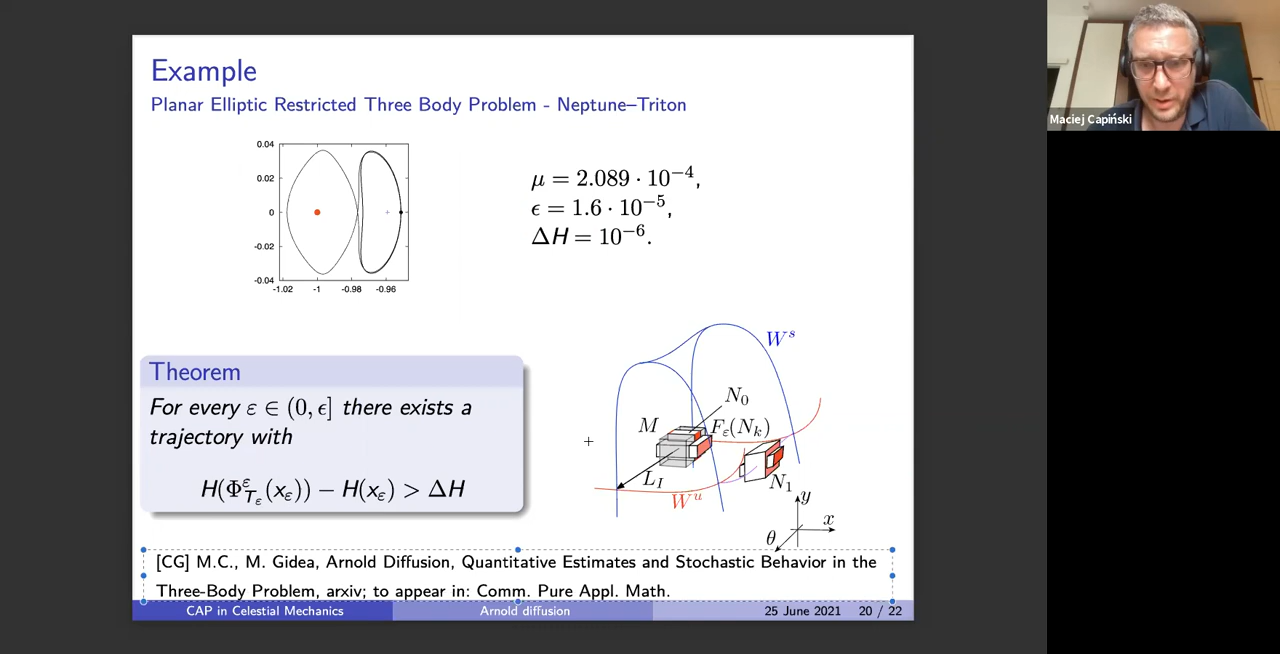 Example
Planar Elliptic Restricted Three Body Problem - Neptune–Triton
0.04
0.02
0
-0.02
-0.04
-1.02 -1 -0.98 -0.96
μ = 2.089 · 10⁻⁴,
ϵ = 1.6 · 10⁻⁵,
ΔH = 10⁻⁶.
Theorem
For every ε ∈ (0, ϵ] there exists a
trajectory with
H(Φ^ε_{T_ε}(x_ε)) − H(x_ε) > ΔH
W^s
N_0
M
F_ε(N_k)
L_I
N_1
W^u
y
x
θ
[CG] M.C., M. Gidea, Arnold Diffusion, Quantitative Estimates and Stochastic Behavior in the
Three-Body Problem, arxiv; to appear in: Comm. Pure Appl. Math.
CAP in Celestial Mechanics Arnold diffusion 25 June 2021 20 / 22
Maciej Capiński